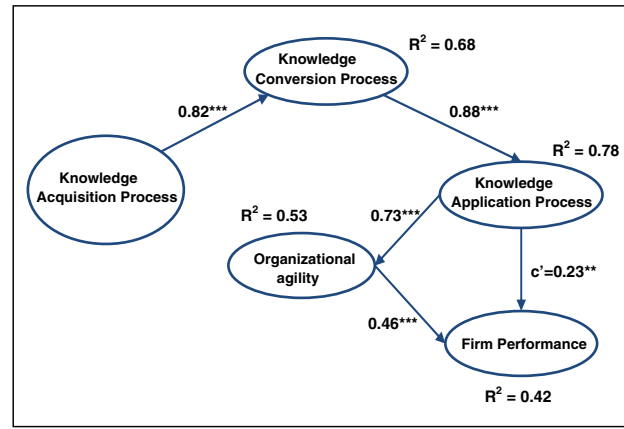 R² = 0.68
Knowledge
Conversion Process
0.82***
0.88***
R² = 0.78
Knowledge
Acquisition Process
Knowledge
Application Process
R² = 0.53
0.73***
Organizational
agility
c’=0.23**
0.46***
Firm Performance
R² = 0.42